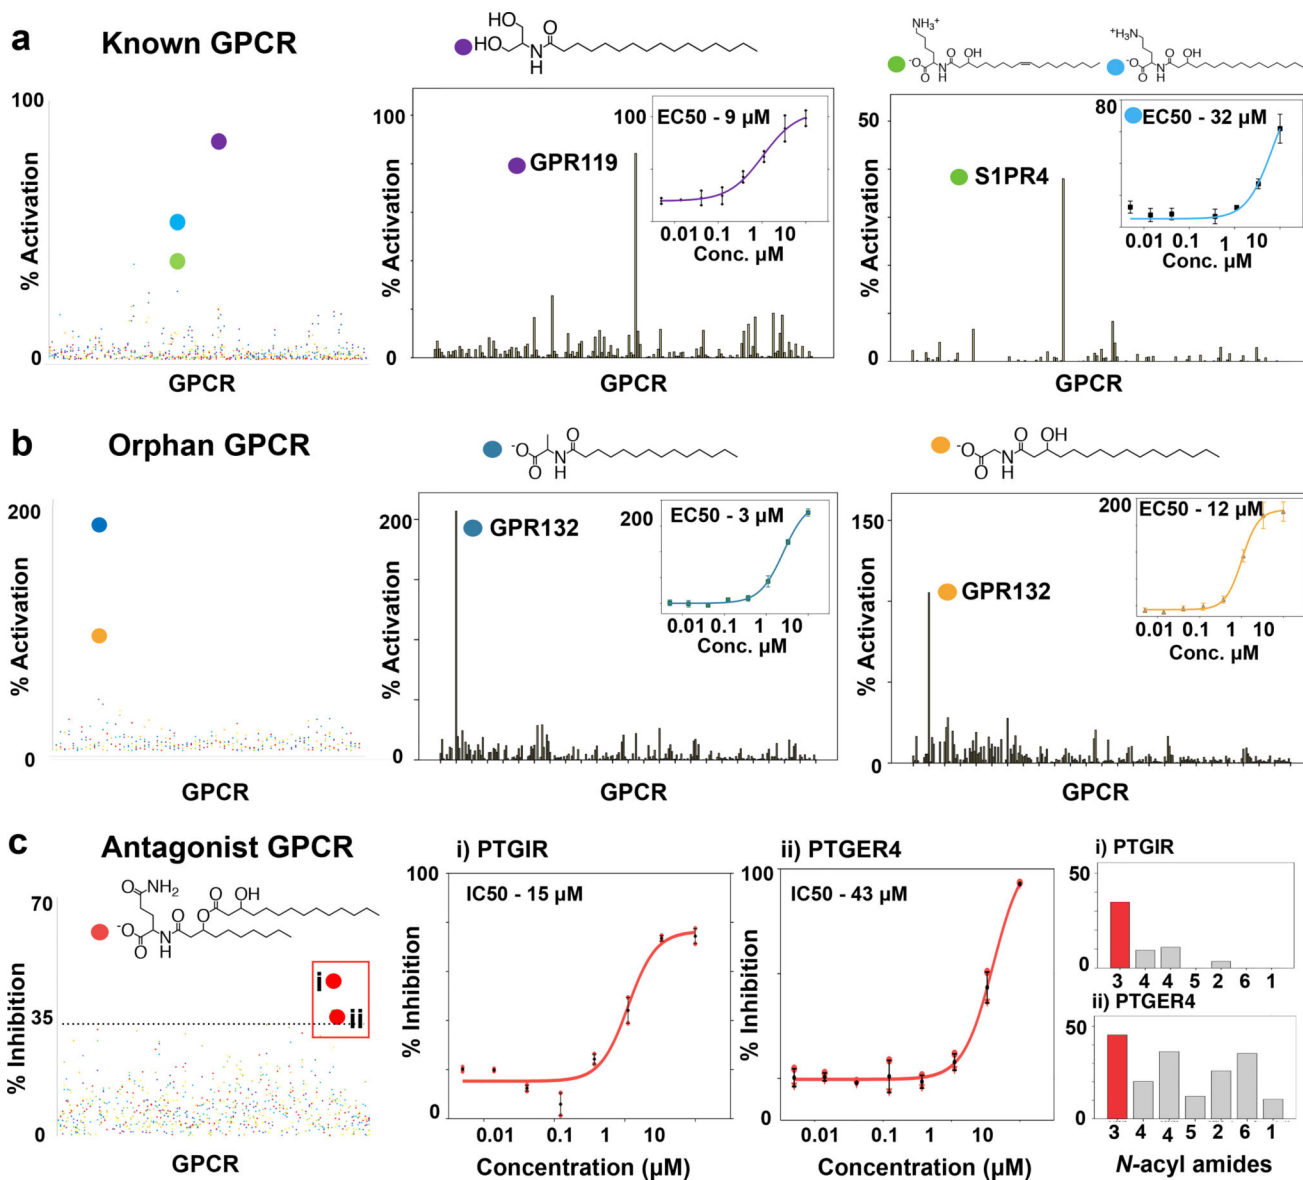 a
Known GPCR
100
0
% Activation
GPCR
HO
HO
N
H
O
100
80
60
40
20
0
% Activation
GPCR
GPR119
EC50 - 9 µM
100
0.01 0.1 1 10
Conc. µM
NH₃⁺
⁻O
O
N
H
O
OH
⁺H₃N
⁻O
O
N
H
O
OH
50
0
% Activation
GPCR
S1PR4
80
EC50 - 32 µM
0.01 0.1 1 10
Conc. µM
b
Orphan GPCR
200
0
% Activation
GPCR
⁻O
O
N
H
O
200
0
% Activation
GPCR
GPR132
EC50 - 3 µM
200
0.01 0.1 1 10
Conc. µM
⁻O
O
N
H
O
OH
150
0
% Activation
GPCR
GPR132
200
EC50 - 12 µM
0.01 0.1 1 10
Conc. µM
c
Antagonist GPCR
70
35
0
% Inhibition
GPCR
NH₂
O
⁻O
O
N
H
O
O
O
OH
i
ii
i) PTGIR
IC50 - 15 µM
100
0
% Inhibition
0.01 0.1 1 10
Concentration (µM)
ii) PTGER4
IC50 - 43 µM
100
0
% Inhibition
0.01 0.1 1 10
Concentration (µM)
i) PTGIR
50
0
3 4 4 5 2 6 1
ii) PTGER4
50
0
3 4 4 5 2 6 1
N-acyl amides